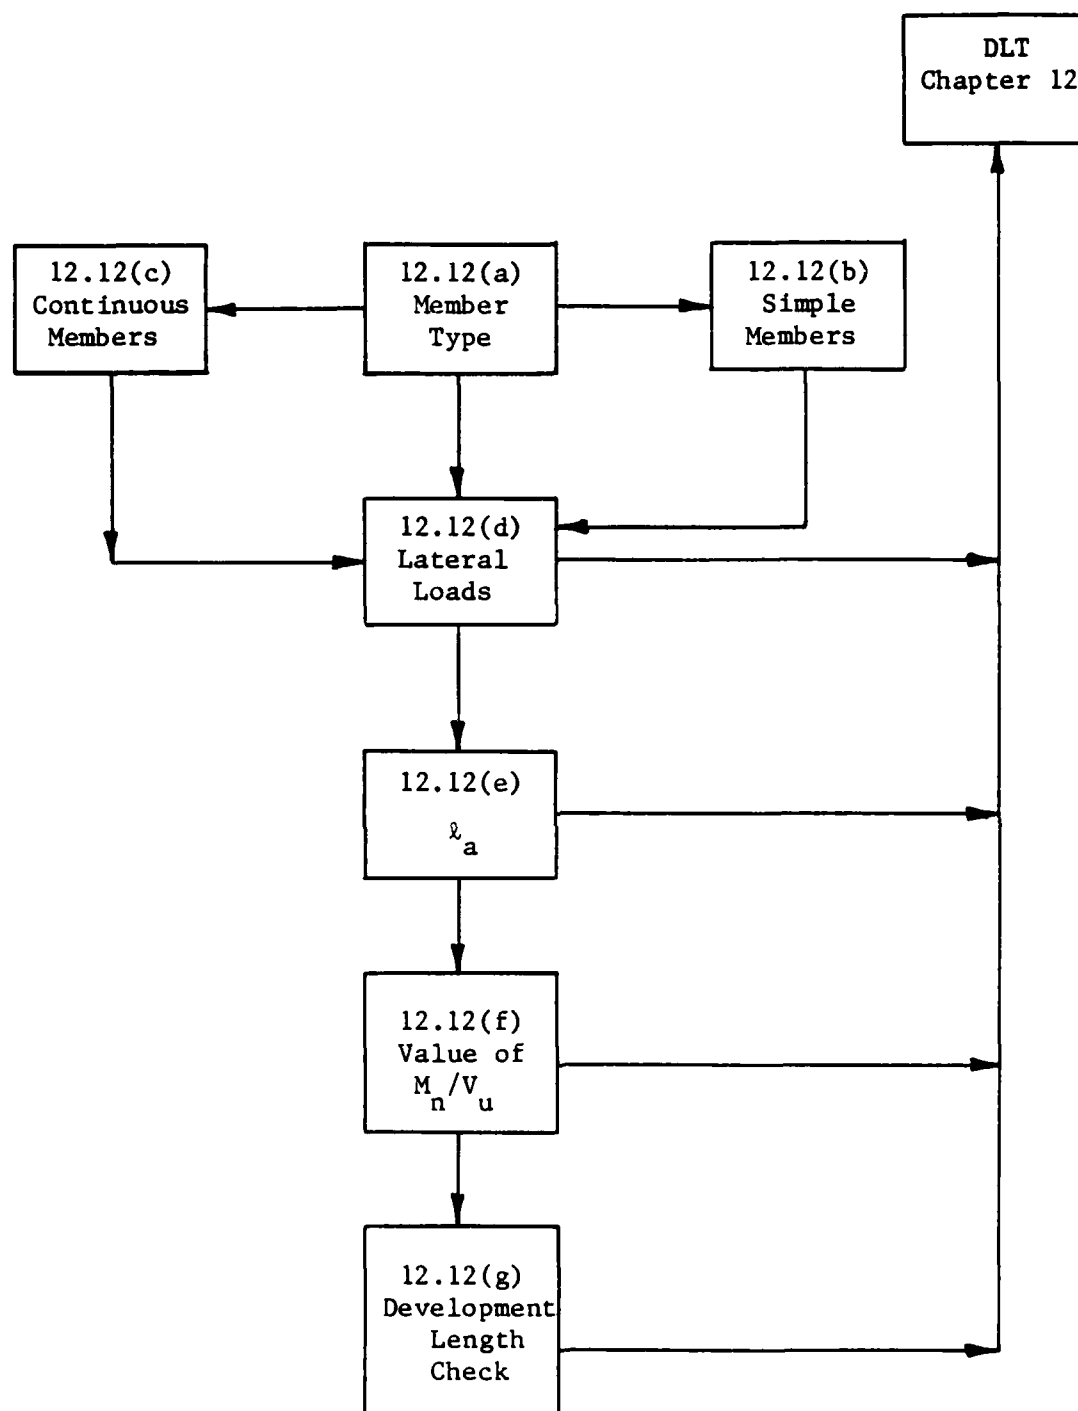 DLT
Chapter 12
12.12(c)
Continuous
Members
12.12(a)
Member
Type
12.12(b)
Simple
Members
12.12(d)
Lateral
Loads
12.12(e)
ℓa
12.12(f)
Value of
Mn/Vu
12.12(g)
Development
Length
Check